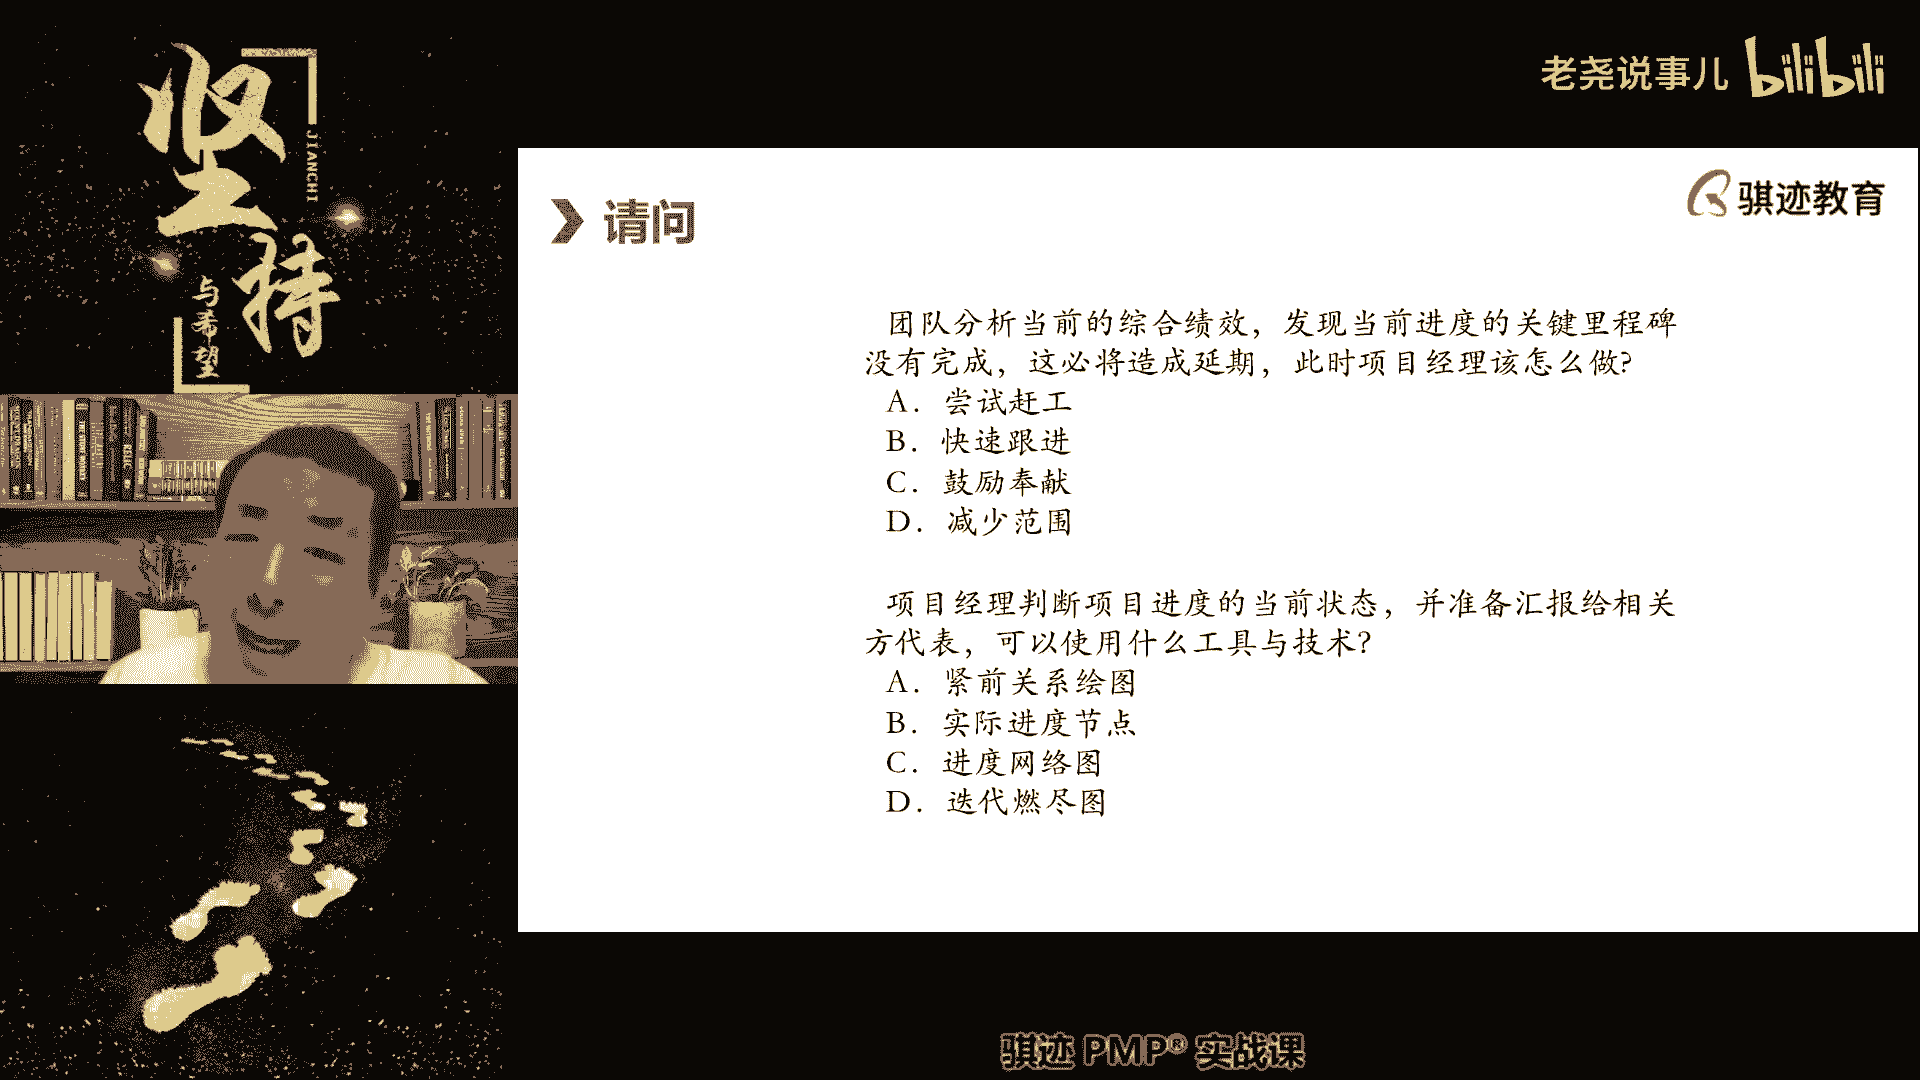 坚持
JIANCHI
与希望
老尧说事儿 bilibili
骐迹教育
请问
团队分析当前的综合绩效，发现当前进度的关键里程碑
没有完成，这必将造成延期，此时项目经理该怎么做?
A. 尝试赶工
B. 快速跟进
C. 鼓励奉献
D. 减少范围
项目经理判断项目进度的当前状态，并准备汇报给相关
方代表，可以使用什么工具与技术?
A. 紧前关系绘图
B. 实际进度节点
C. 进度网络图
D. 迭代燃尽图
骐迹 PMP® 实战课